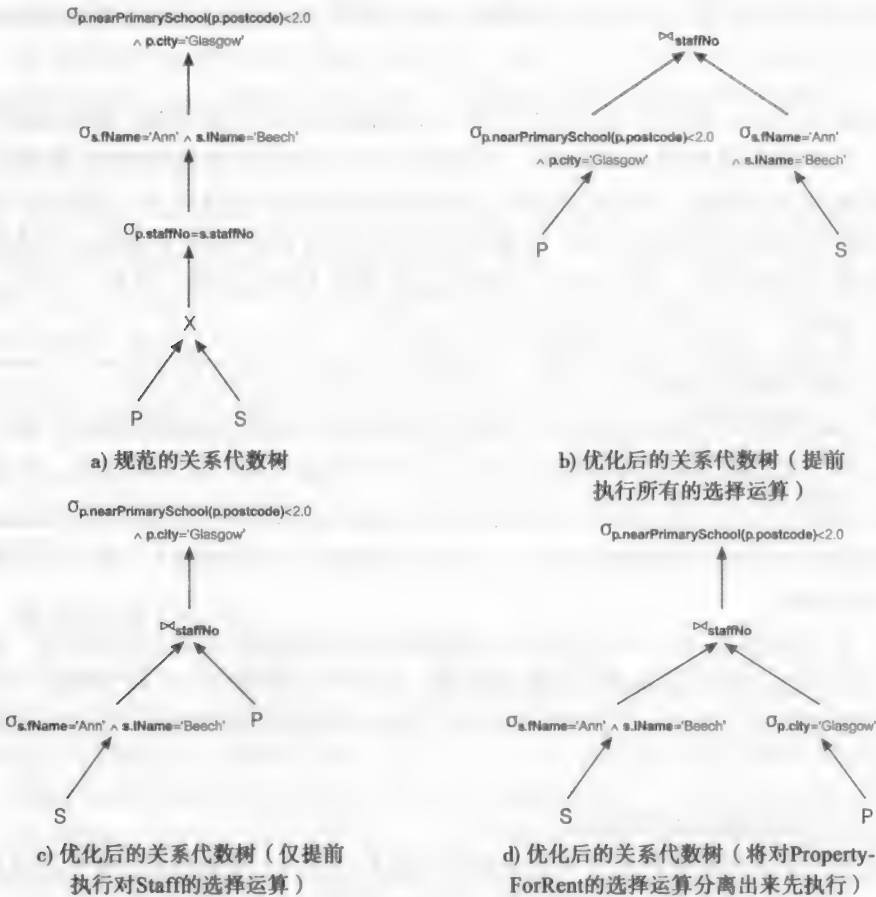 σp.nearPrimarySchool(p.postcode)<2.0
∧ p.city='Glasgow'
σs.fName='Ann' ∧ s.lName='Beech'
σp.staffNo=s.staffNo
X
P S
a) 规范的关系代数树
⋈staffNo
σp.nearPrimarySchool(p.postcode)<2.0 σs.fName='Ann'
∧ p.city='Glasgow' ∧ s.lName='Beech'
P S
b) 优化后的关系代数树（提前
执行所有的选择运算）
σp.nearPrimarySchool(p.postcode)<2.0
∧ p.city='Glasgow'
⋈staffNo
σs.fName='Ann' ∧ s.lName='Beech' P
S
c) 优化后的关系代数树（仅提前
执行对Staff的选择运算）
σp.nearPrimarySchool(p.postcode)<2.0
⋈staffNo
σs.fName='Ann' ∧ s.lName='Beech' σp.city='Glasgow'
S P
d) 优化后的关系代数树（将对Property-
ForRent的选择运算分离出来先执行）